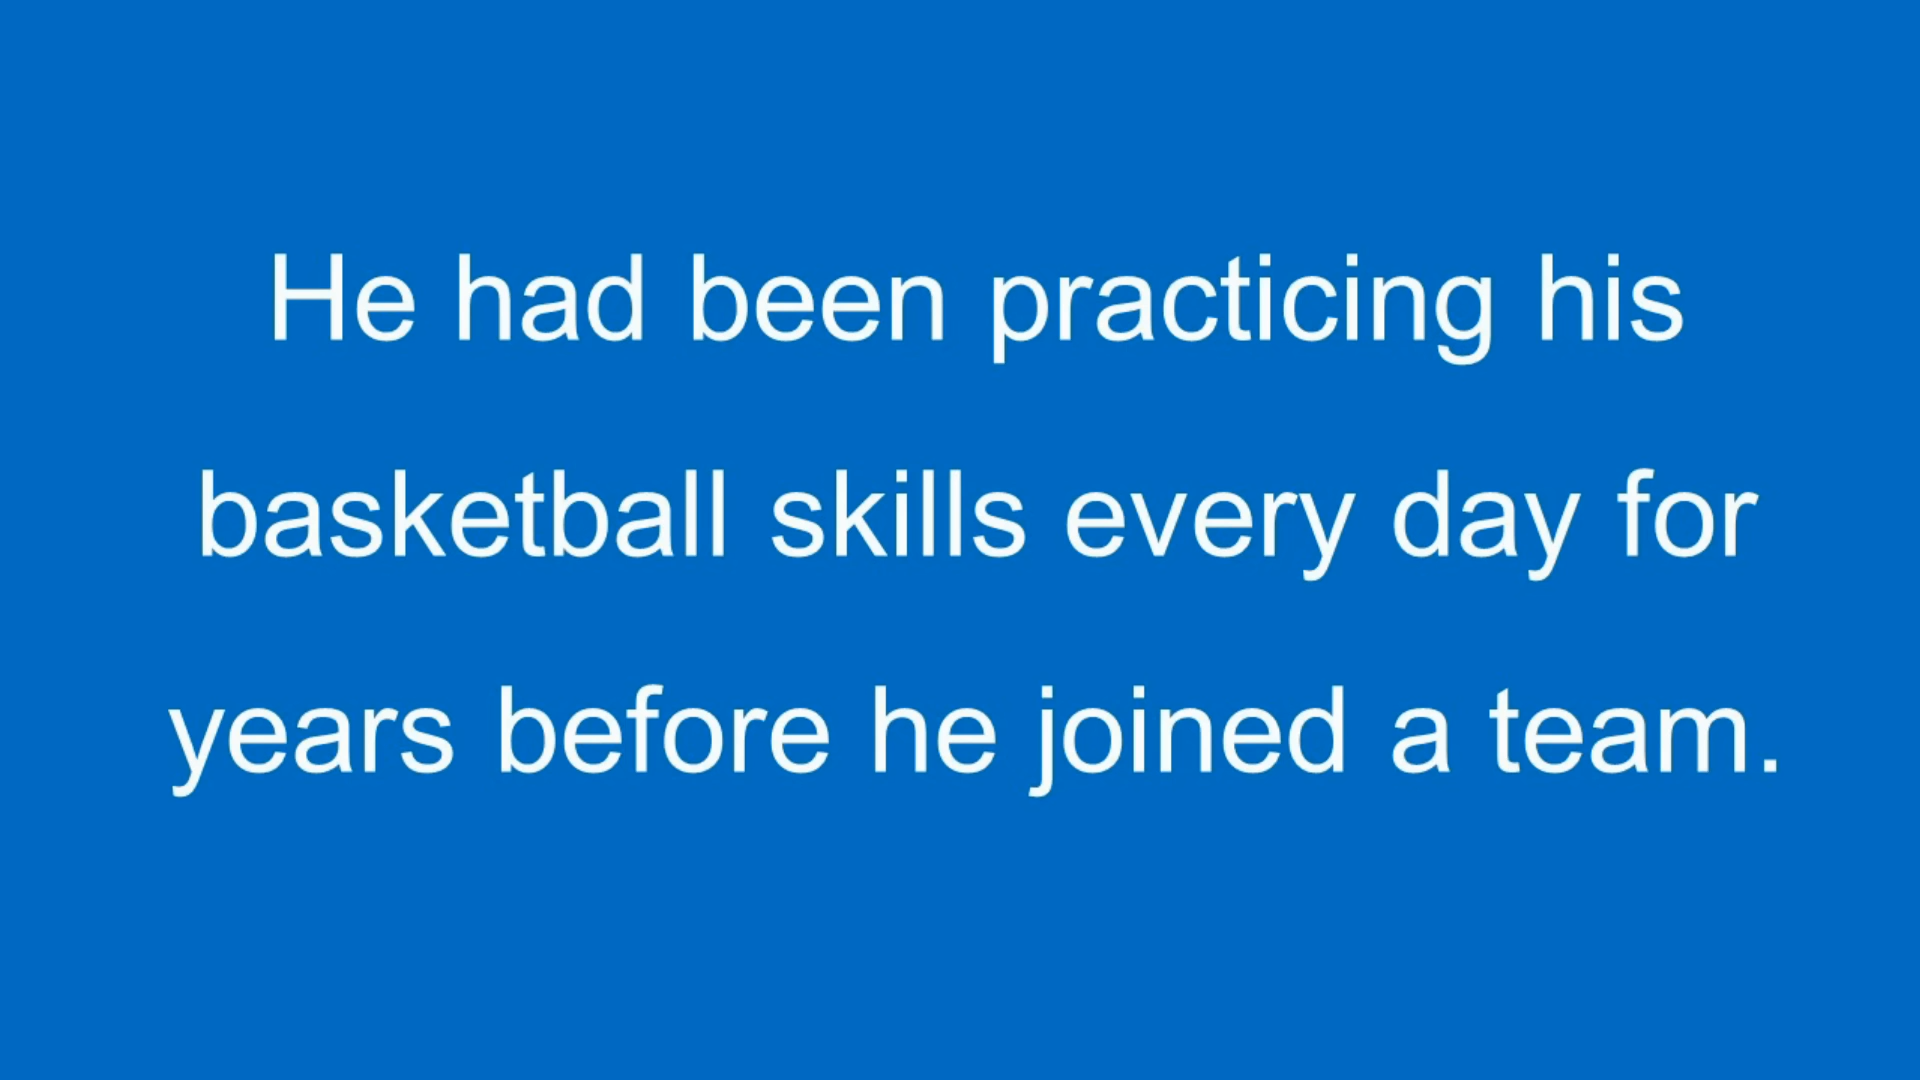 He had been practicing his
basketball skills every day for
years before he joined a team.